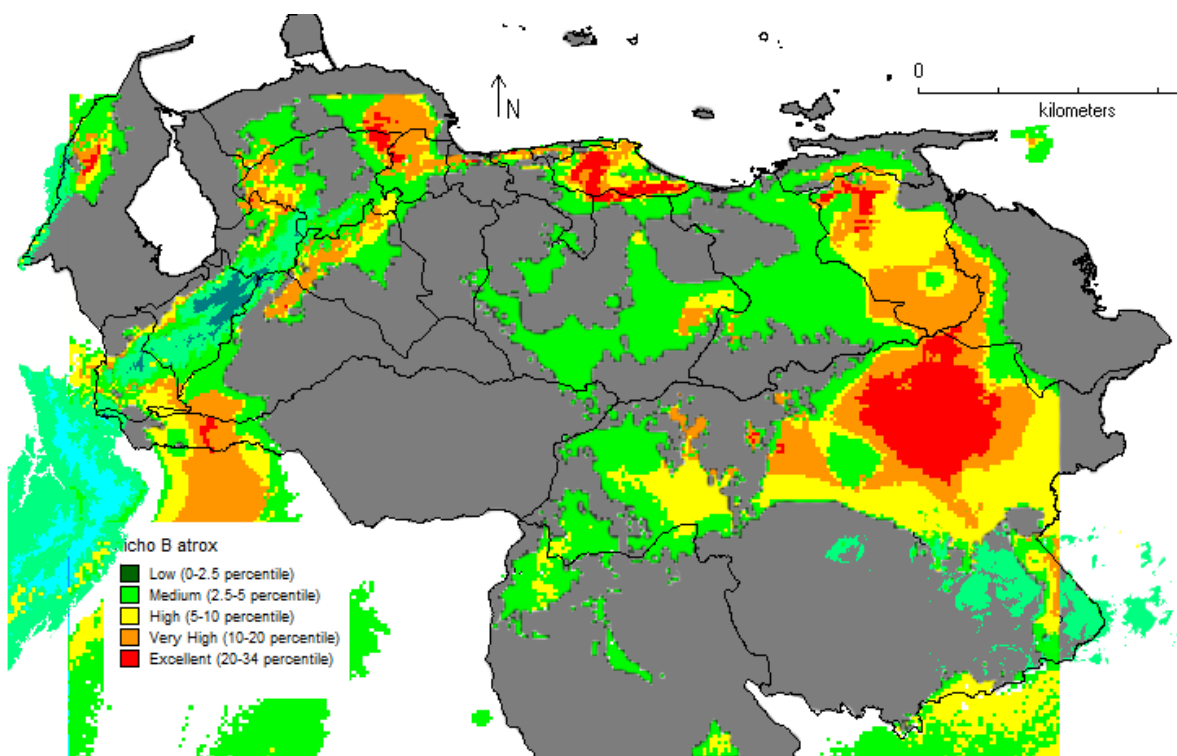 0
N
kilometers
icho B atrox
Low (0-2.5 percentile)
Medium (2.5-5 percentile)
High (5-10 percentile)
Very High (10-20 percentile)
Excellent (20-34 percentile)